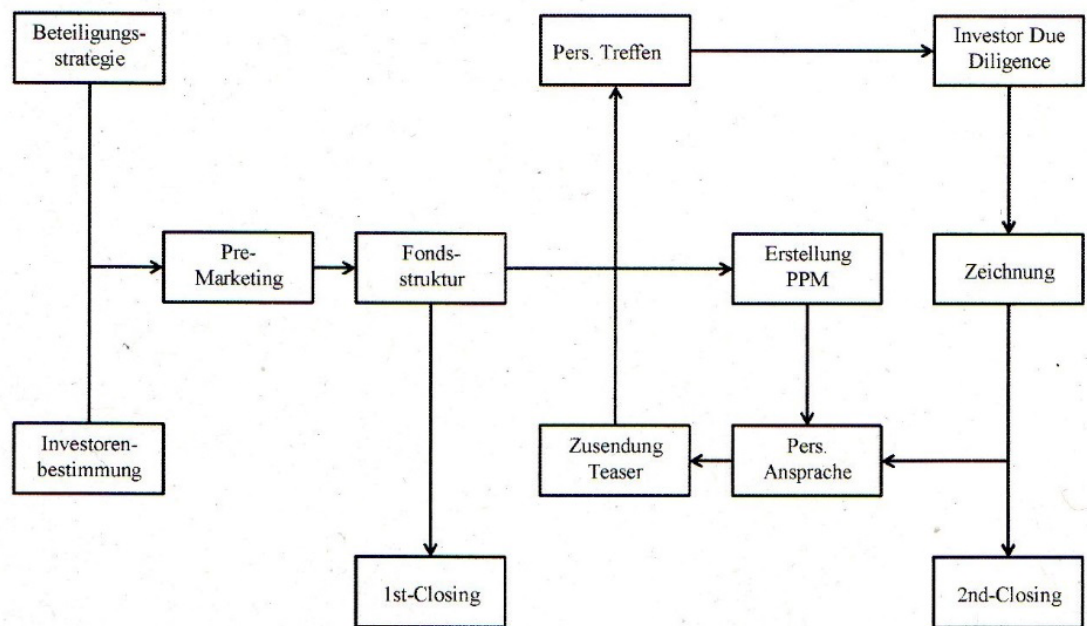 Beteiligungs-
strategie
Pers. Treffen
Investor Due
Diligence
Pre-
Marketing
Fonds-
struktur
Erstellung
PPM
Zeichnung
Investoren-
bestimmung
Zusendung
Teaser
Pers.
Ansprache
1st-Closing
2nd-Closing